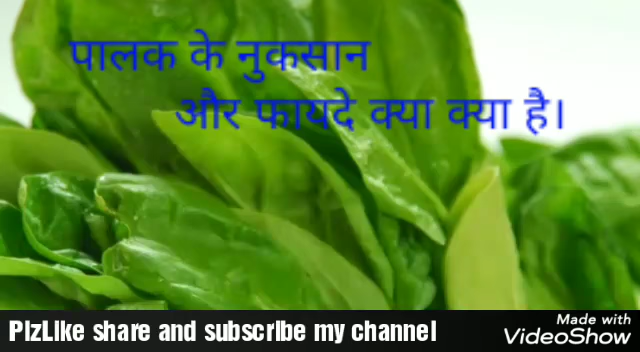 पालक के नुकसान
और फायदे क्या क्या है।
PlzLike share and subscribe my channel
Made with
VideoShow